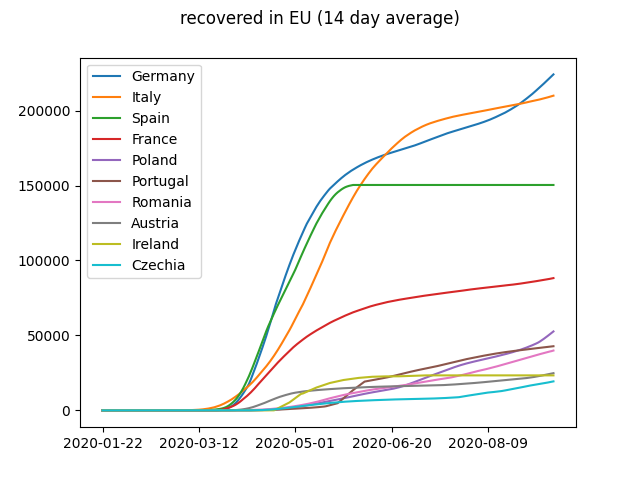 recovered in EU (14 day average)
Germany
Italy
Spain
France
Poland
Portugal
Romania
Austria
Ireland
Czechia
200000
150000
100000
50000
0
2020-01-22 2020-03-12 2020-05-01 2020-06-20 2020-08-09